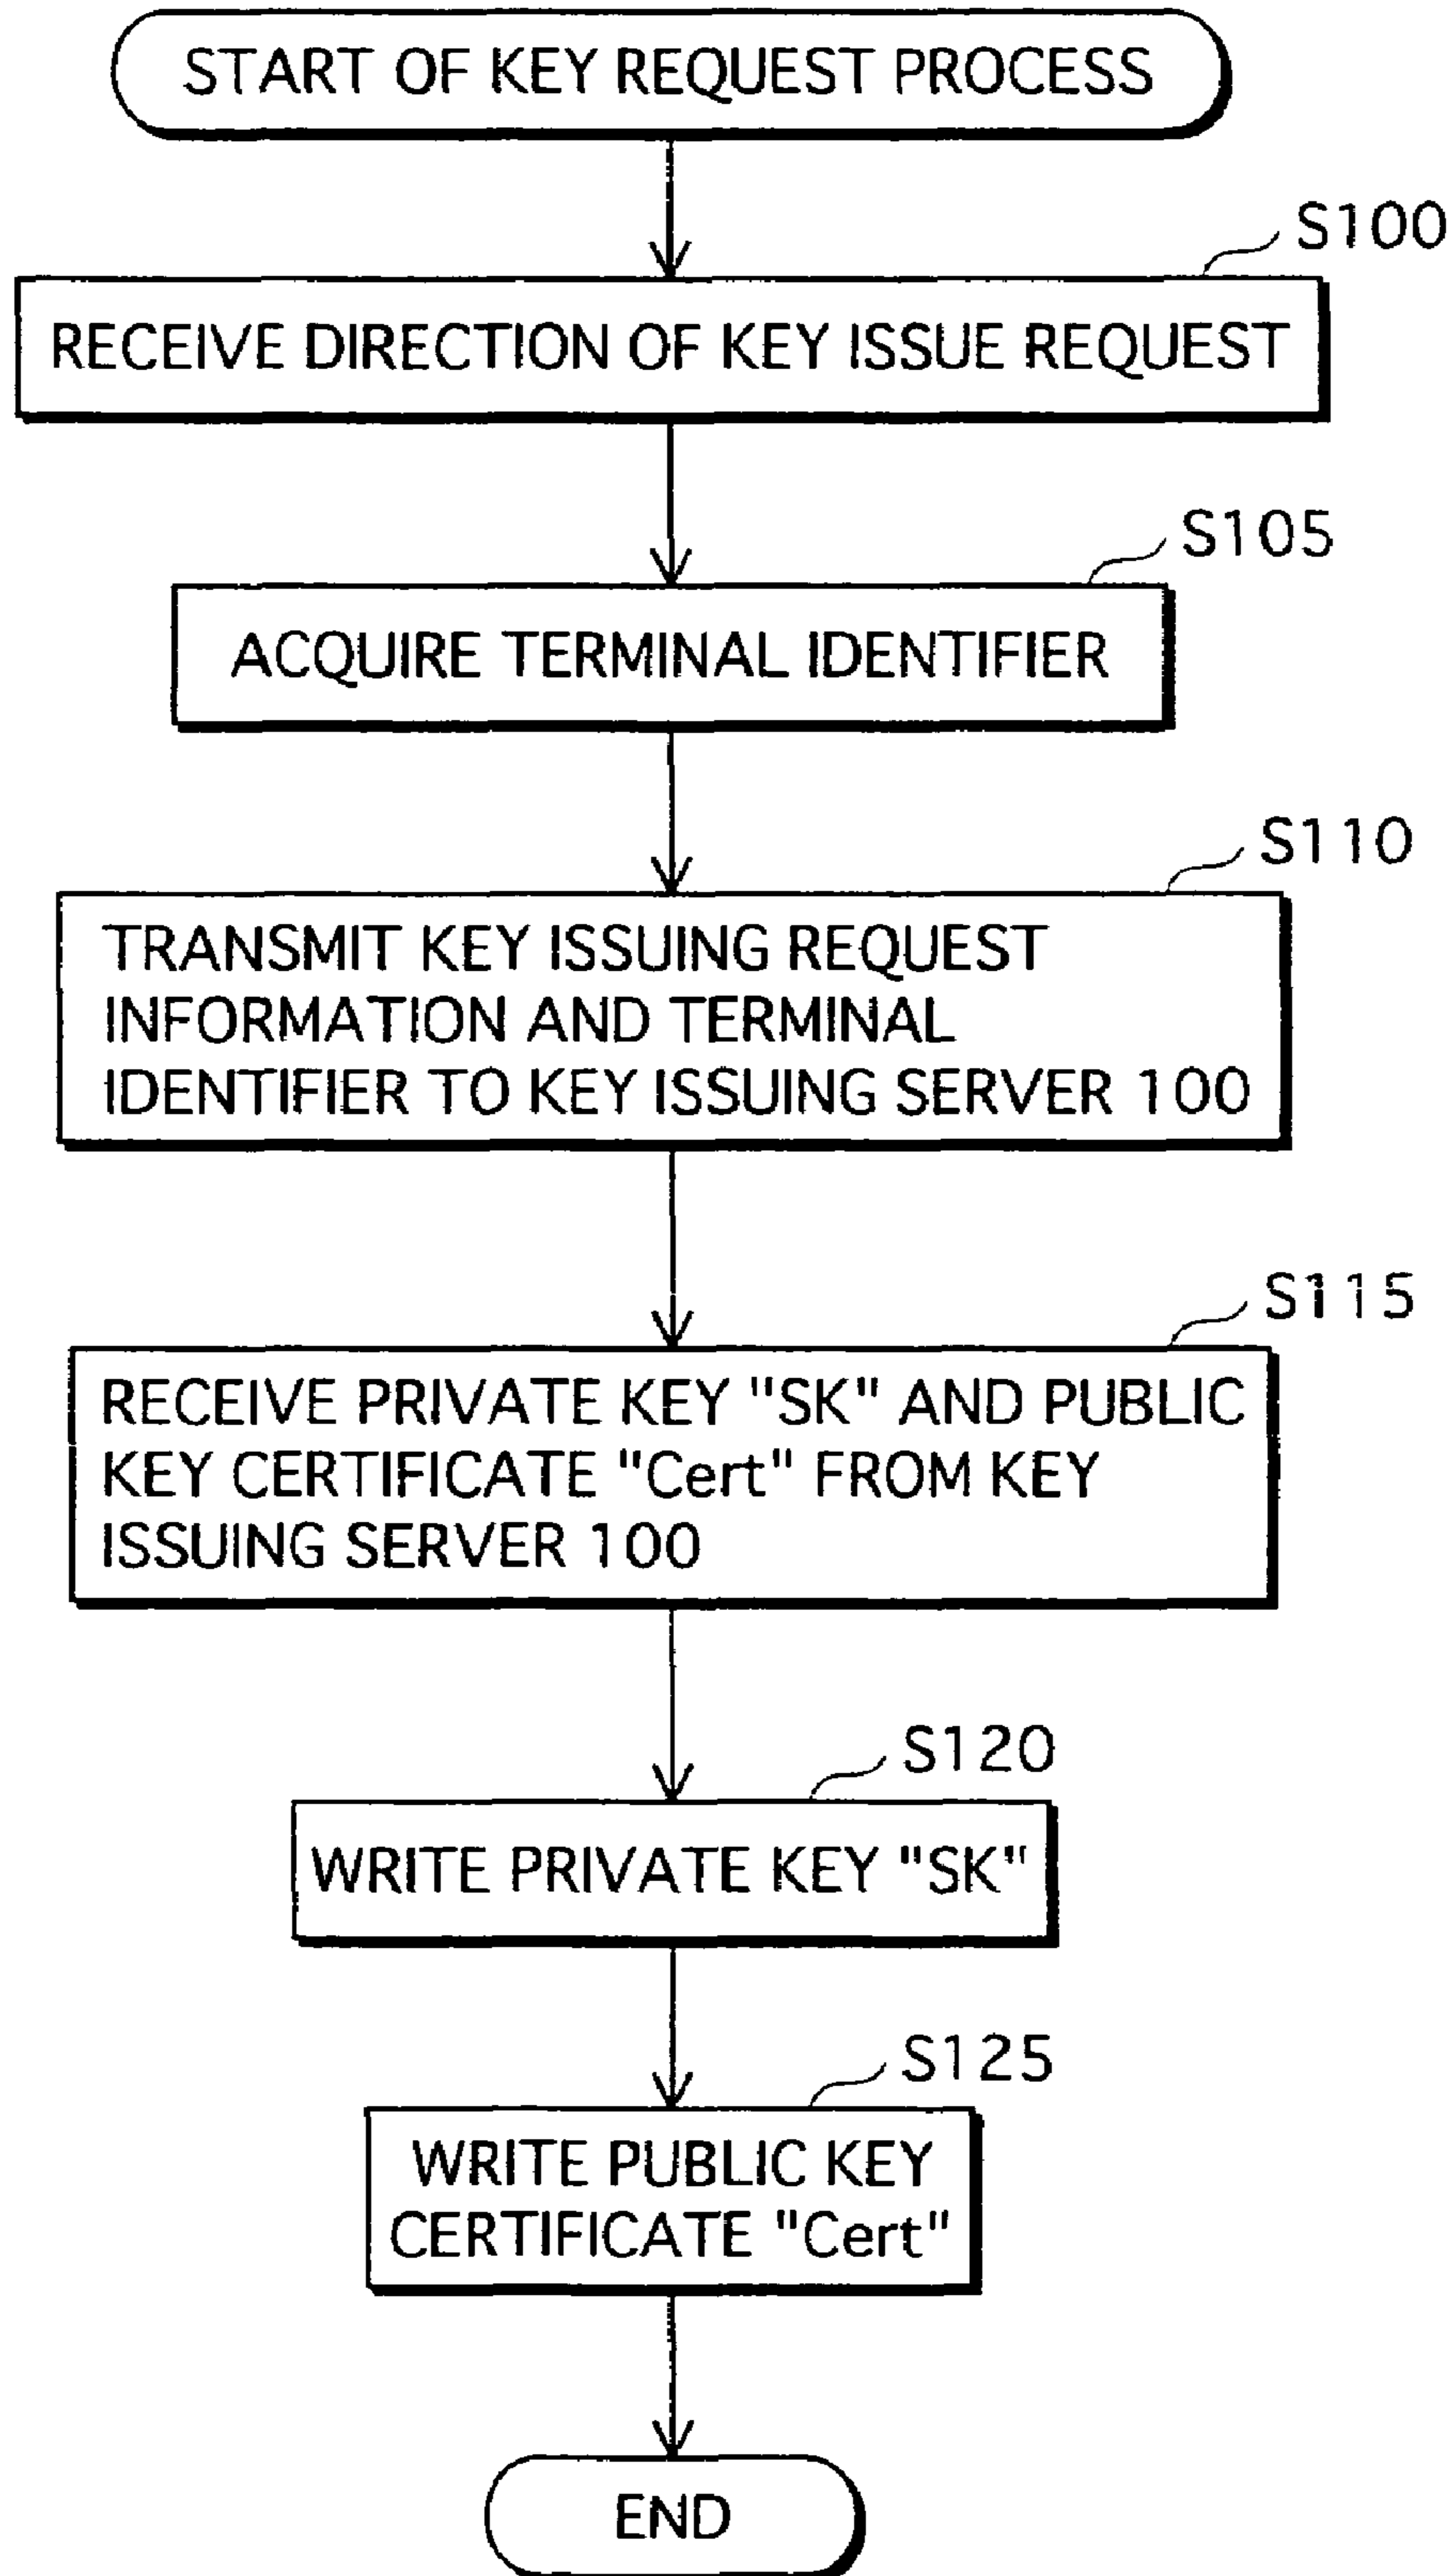 START OF KEY REQUEST PROCESS
S100
RECEIVE DIRECTION OF KEY ISSUE REQUEST
S105
ACQUIRE TERMINAL IDENTIFIER
S110
TRANSMIT KEY ISSUING REQUEST
INFORMATION AND TERMINAL
IDENTIFIER TO KEY ISSUING SERVER 100
S115
RECEIVE PRIVATE KEY "SK" AND PUBLIC
KEY CERTIFICATE "Cert" FROM KEY
ISSUING SERVER 100
S120
WRITE PRIVATE KEY "SK"
S125
WRITE PUBLIC KEY
CERTIFICATE "Cert"
END